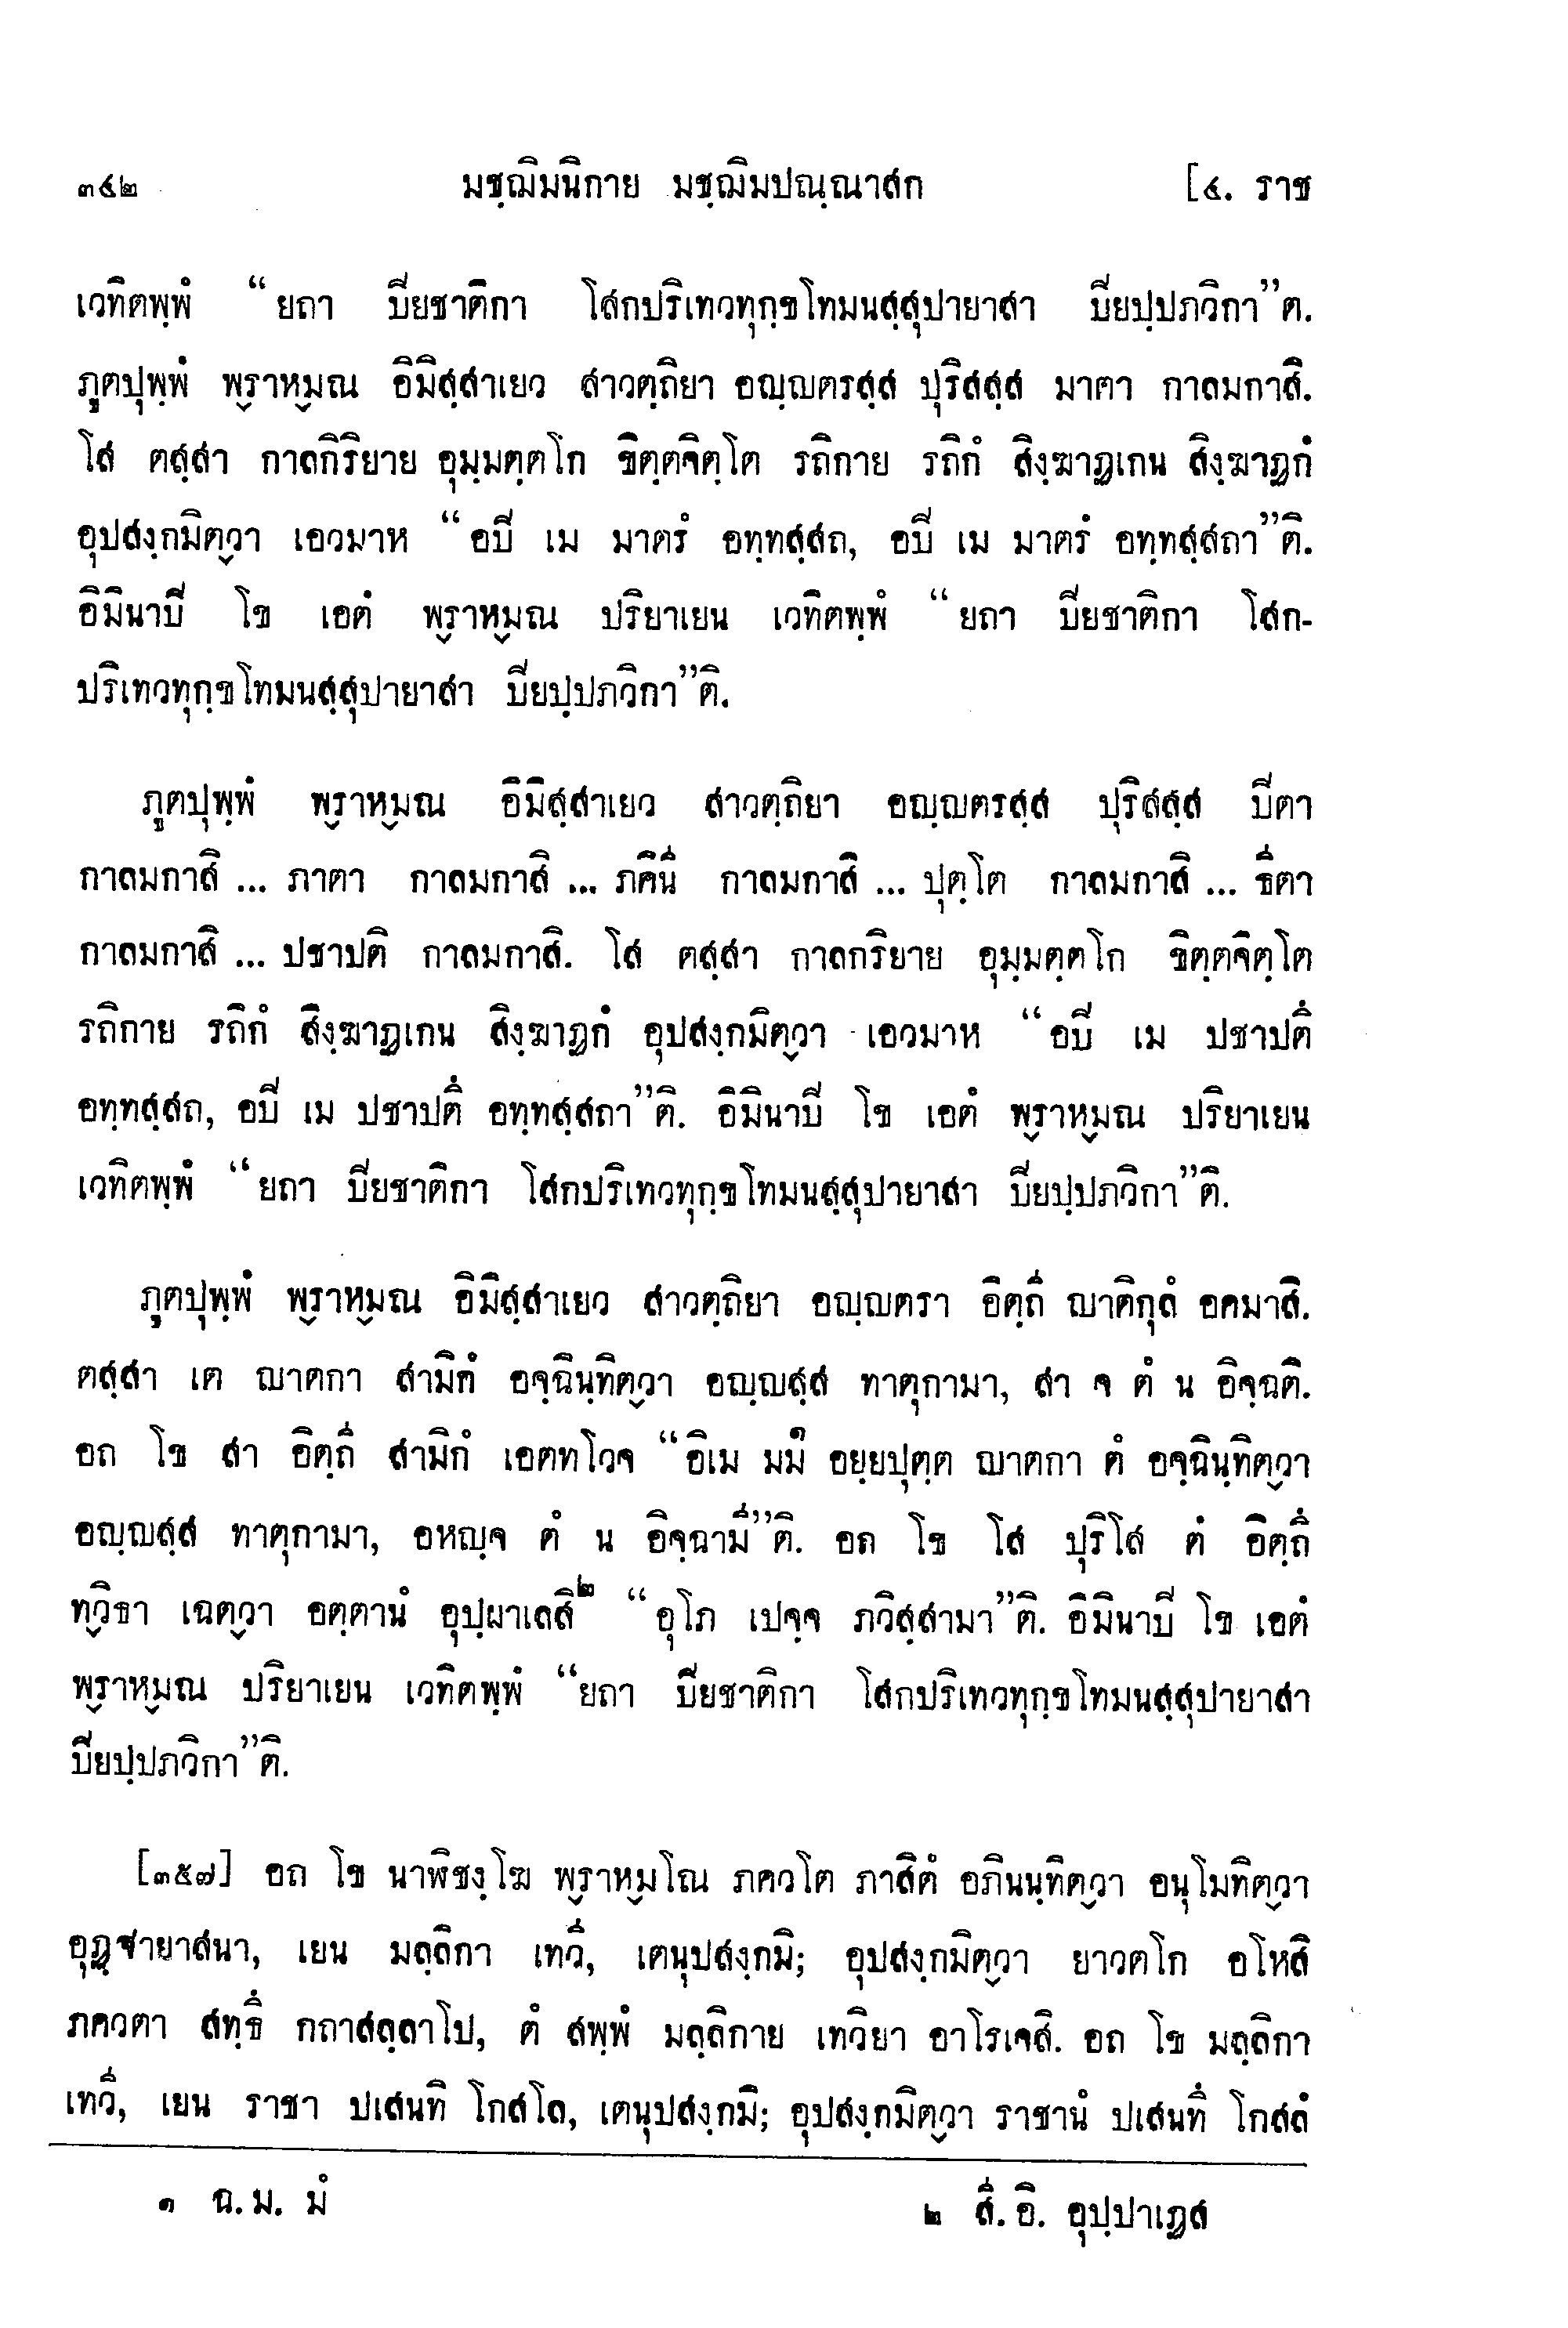 ๓๔๒ มชฺฌิมนิกาย มชฺฌิมปณฺณาสก [๔. ราช
เวทิตพฺพํ “ยถา ปิยชาติกา โสกปริเทวทุกฺขโทมนสฺสุปายาสา ปิยปฺปภวิกา”ต.
ภูตปุพฺพํ พฺราหฺมณ อิมิสฺสาเยว สาวตฺถิยา อญฺญตรสฺส ปุริสสฺส มาตา กาลมกาสิ.
โส ตสฺสา กาลกิริยาย อุมฺมตฺตโก ขิตฺตจิตฺโต รถิกาย รถิกํ สิงฺฆาฏเกน สิงฺฆาฏกํ
อุปสงฺกมิตฺวา เอวมาห “อปิ เม มาตรํ อทฺทสฺสถ, อปิ เม มาตรํ อทฺทสฺสถา”ติ.
อิมินาปิ โข เอตํ พฺราหฺมณ ปริยาเยน เวทิตพฺพํ “ยถา ปิยชาติกา โสก-
ปริเทวทุกฺขโทมนสฺสุปายาสา ปิยปฺปภวิกา”ติ.
ภูตปุพฺพํ พฺราหฺมณ อิมิสฺสาเยว สาวตฺถิยา อญฺญตรสฺส ปุริสสฺส ปิตา
กาลมกาสิ ... ภาตา กาลมกาสิ ... ภคินี กาลมกาสิ ... ปุตฺโต กาลมกาสิ ... ธีตา
กาลมกาสิ ... ปชาปติ กาลมกาสิ. โส ตสฺสา กาลกริยาย อุมฺมตฺตโก ขิตฺตจิตฺโต
รถิกาย รถิกํ สิงฺฆาฏเกน สิงฺฆาฏกํ อุปสงฺกมิตฺวา เอวมาห “อปิ เม ปชาปตึ
อทฺทสฺสถ, อปิ เม ปชาปตึ อทฺทสฺสถา”ติ. อิมินาปิ โข เอตํ พฺราหฺมณ ปริยาเยน
เวทิตพฺพํ “ยถา ปิยชาติกา โสกปริเทวทุกฺขโทมนสฺสุปายาสา ปิยปฺปภวิกา”ติ.
ภูตปุพฺพํ พฺราหฺมณ อิมิสฺสาเยว สาวตฺถิยา อญฺญตรา อิตฺถี ญาติกุลํ อคมาสิ.
ตสฺสา เต ญาตกา สามิกํ อจฺฉินฺทิตฺวา อญฺญสฺส ทาตุกามา, สา จ ตํ น อิจฺฉติ.
อถ โข สา อิตฺถี สามิกํ เอตทโวจ “อิเม มม๑ อยฺยปุตฺต ญาตกา ตํ อจฺฉินฺทิตฺวา
อญฺญสฺส ทาตุกามา, อหญฺจ ตํ น อิจฺฉามี”ติ. อถ โข โส ปุริโส ตํ อิตฺถึ
ทฺวิธา เฉตฺวา อตฺตานํ อุปฺผาเลสิ๒ “อุโภ เปจฺจ ภวิสฺสามา”ติ. อิมินาปิ โข เอตํ
พฺราหฺมณ ปริยาเยน เวทิตพฺพํ “ยถา ปิยชาติกา โสกปริเทวทุกฺขโทมนสฺสุปายาสา
ปิยปฺปภวิกา”ติ.
[๓๕๗] อถ โข นาฬิชงฺโฆ พฺราหฺมโณ ภควโต ภาสิตํ อภินนฺทิตฺวา อนุโมทิตฺวา
อุฏฺฐายาสนา, เยน มลฺลิกา เทวี, เตนุปสงฺกมิ; อุปสงฺกมิตฺวา ยาวตโก อโหสิ
ภควตา สทฺธึ กถาสลฺลาโป, ตํ สพฺพํ มลฺลิกาย เทวิยา อาโรเจสิ. อถ โข มลฺลิกา
เทวี, เยน ราชา ปเสนทิ โกสโล, เตนุปสงฺกมิ; อุปสงฺกมิตฺวา ราชานํ ปเสนทึ โกสลํ
๑ ฉ.ม. มํ ๒ สี.อิ. อุปฺปาเฏส